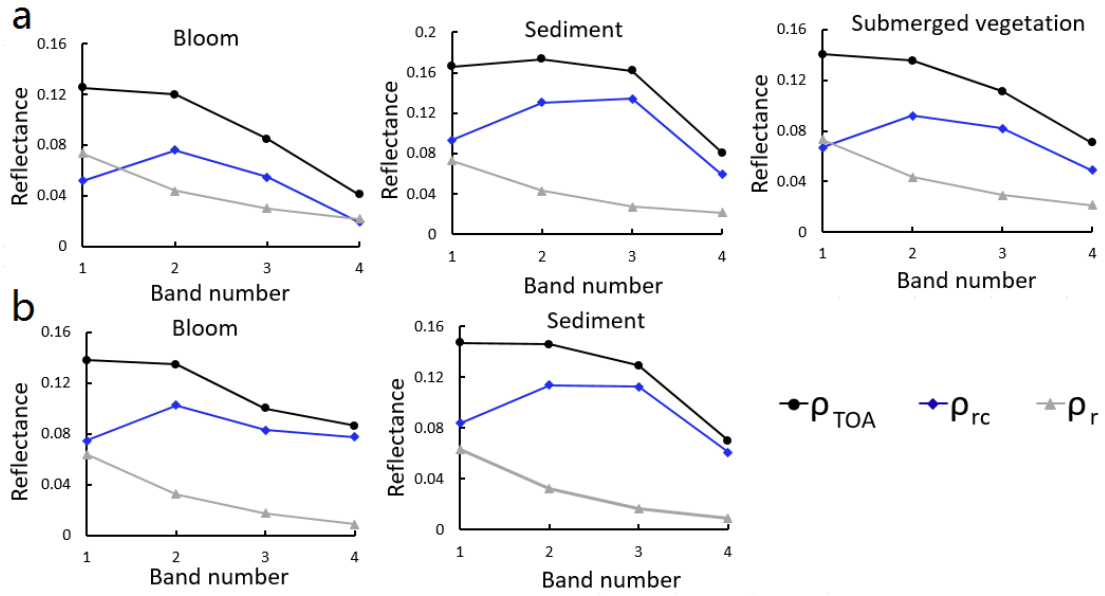 a
Bloom
Reflectance
0.16
0.12
0.08
0.04
0
1 2 3 4
Band number
Sediment
Reflectance
0.2
0.16
0.12
0.08
0.04
0
1 2 3 4
Band number
Submerged vegetation
Reflectance
0.16
0.12
0.08
0.04
0
1 2 3 4
Band number
b
Bloom
Reflectance
0.16
0.12
0.08
0.04
0
1 2 3 4
Band number
Sediment
Reflectance
0.16
0.12
0.08
0.04
0
1 2 3 4
Band number
ρTOA ρrc ρr